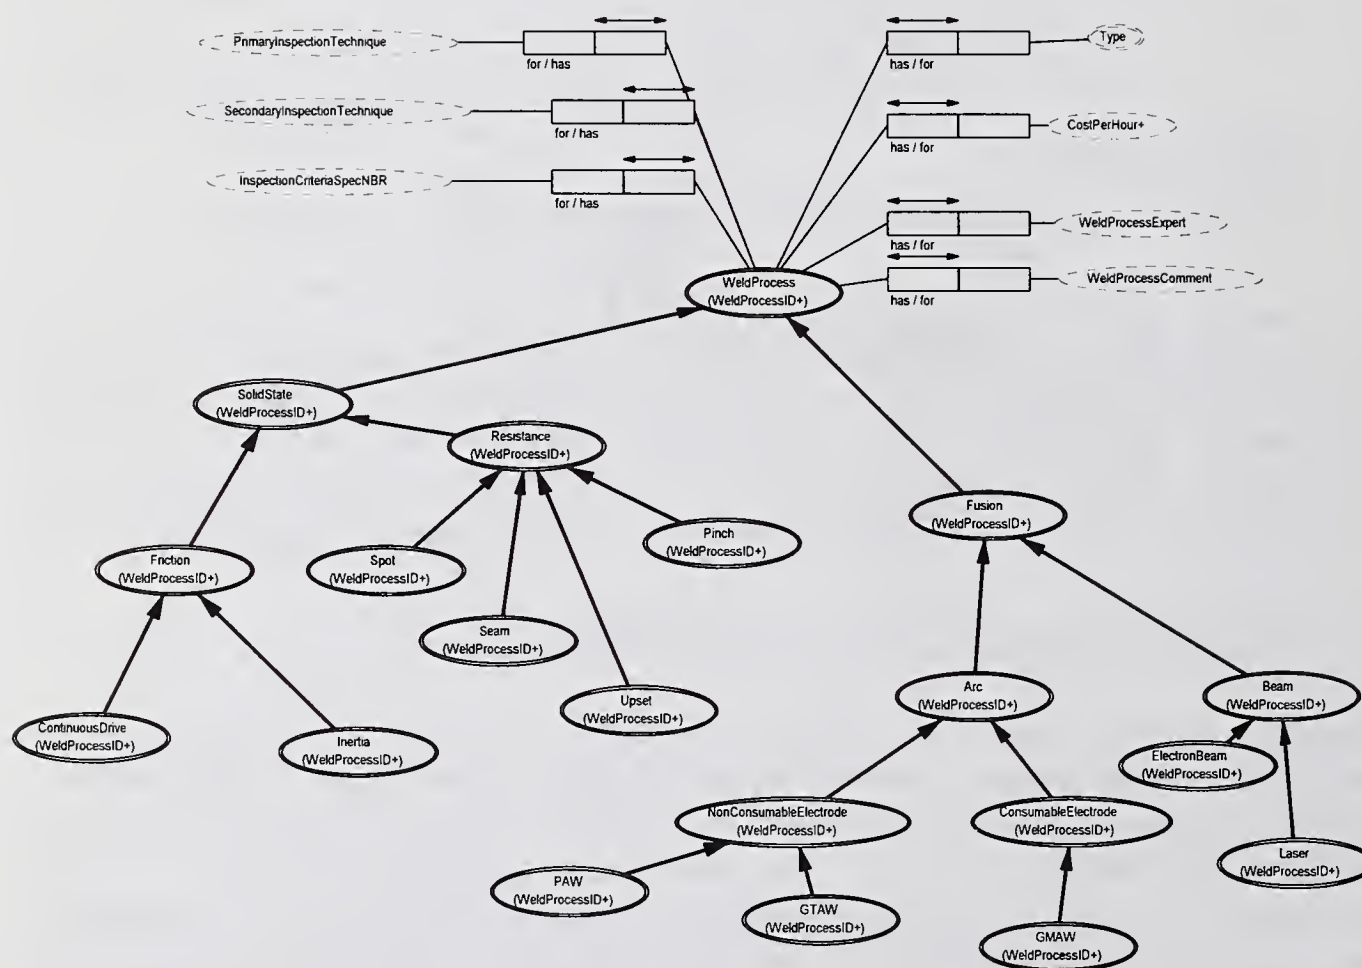 PrimaryInspectionTechnique
for / has
Type
has / for
SecondaryInspectionTechnique
for / has
CostPerHour+
has / for
InspectionCriteriaSpecNBR
for / has
WeldProcessExpert
has / for
WeldProcessComment
has / for
WeldProcess
(WeldProcessID+)
SolidState
(WeldProcessID+)
Resistance
(WeldProcessID+)
Fusion
(WeldProcessID+)
Friction
(WeldProcessID+)
Spot
(WeldProcessID+)
Pinch
(WeldProcessID+)
Seam
(WeldProcessID+)
Upset
(WeldProcessID+)
Arc
(WeldProcessID+)
Beam
(WeldProcessID+)
ContinuousDrive
(WeldProcessID+)
Inertia
(WeldProcessID+)
ElectronBeam
(WeldProcessID+)
NonConsumableElectrode
(WeldProcessID+)
ConsumableElectrode
(WeldProcessID+)
Laser
(WeldProcessID+)
PAW
(WeldProcessID+)
GTAW
(WeldProcessID+)
GMAW
(WeldProcessID+)